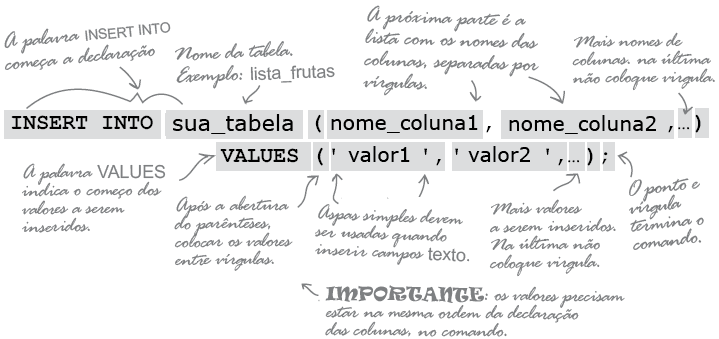 A palavra INSERT INTO
começa a declaração
Nome da tabela.
Exemplo: lista_frutas
A próxima parte é a
lista com os nomes das
colunas, separadas por
vírgulas.
Mais nomes de
colunas. na última
não coloque virgula.
INSERT INTO sua_tabela (nome_coluna1, nome_coluna2 ,...)
VALUES (' valor1 ', ' valor2 ',...);
A palavra VALUES
indica o começo dos
valores a serem
inseridos.
Após a abertura
do parênteses,
colocar os valores
entre vírgulas.
Aspas simples devem
ser usadas quando
inserir campos texto.
Mais valores
a serem inseridos.
Na última não
coloque virgula.
O ponto e
vírgula
termina o
comando.
IMPORTANTE: os valores precisam
estar na mesma ordem da declaração
das colunas, no comando.